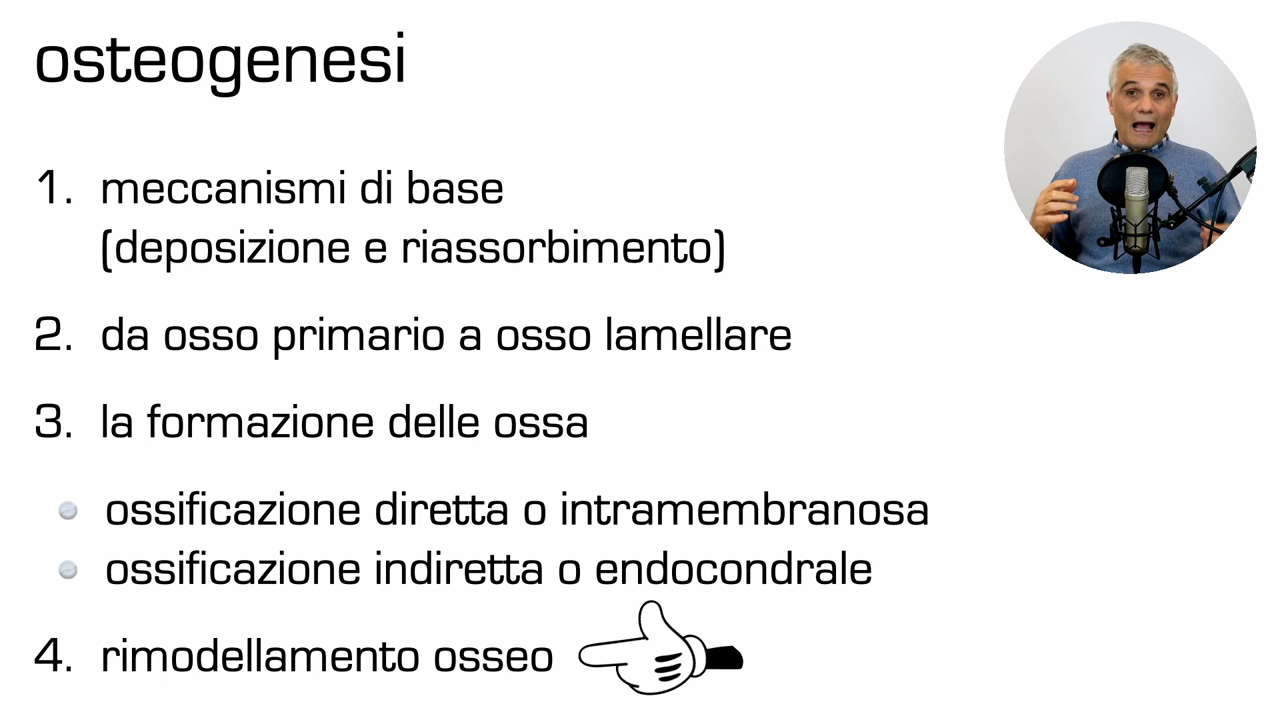 osteogenesi
1. meccanismi di base
(deposizione e riassorbimento)
2. da osso primario a osso lamellare
3. la formazione delle ossa
ossificazione diretta o intramembranosa
ossificazione indiretta o endocondrale
4. rimodellamento osseo